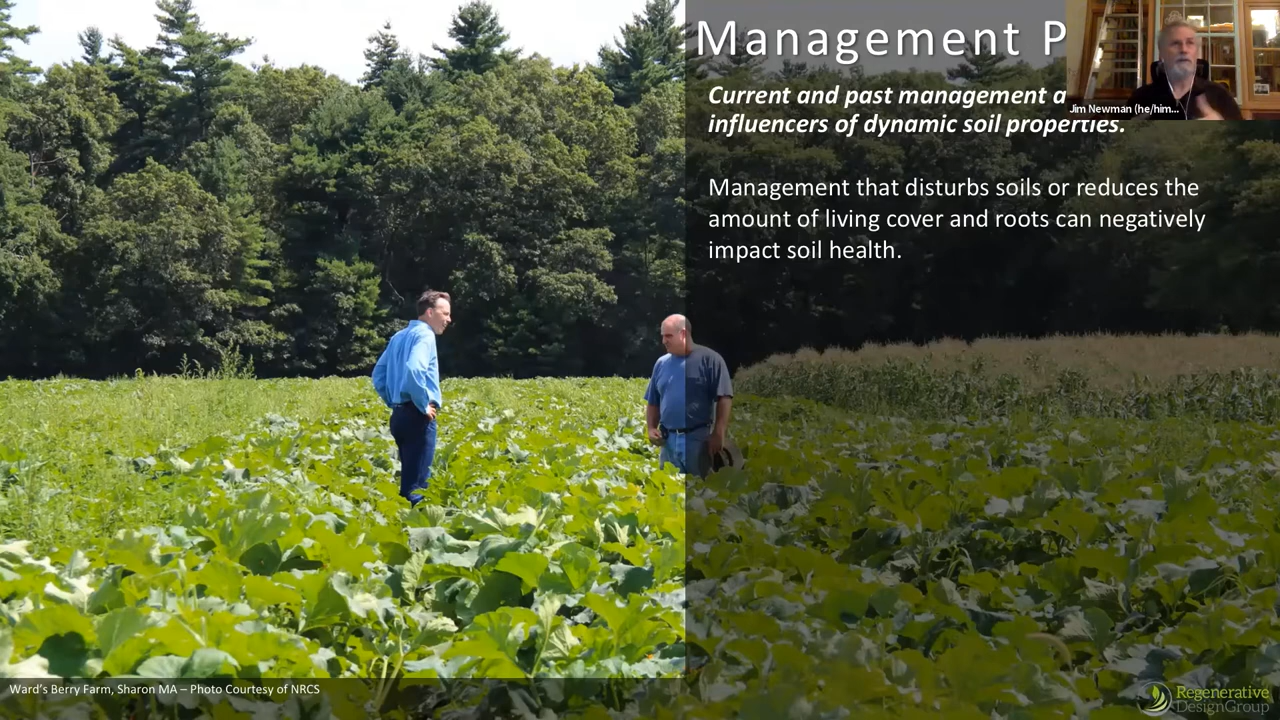 Management P
Current and past management a
influencers of dynamic soil properties.
Jim Newman (he/him...
Management that disturbs soils or reduces the
amount of living cover and roots can negatively
impact soil health.
Ward's Berry Farm, Sharon MA – Photo Courtesy of NRCS
Regenerative
DesignGroup